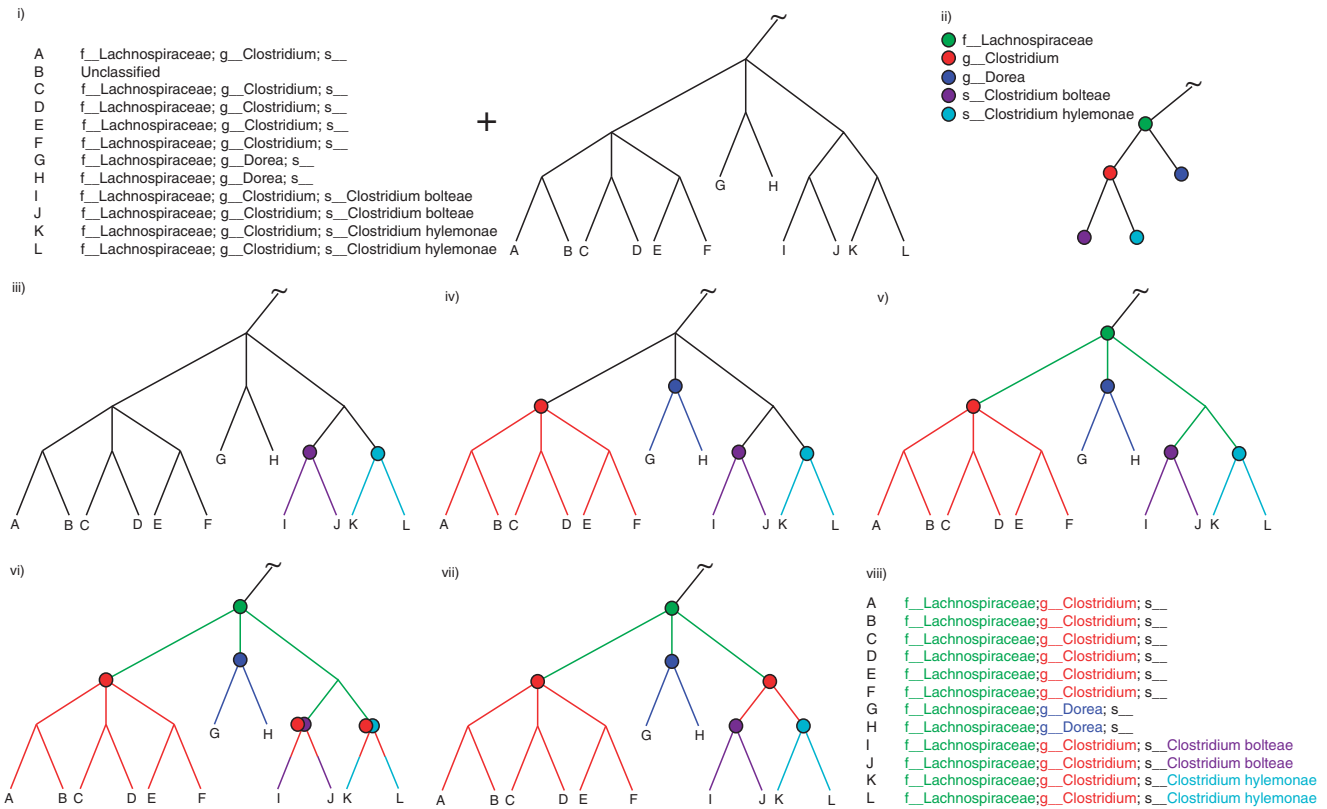 i)
A f__Lachnospiraceae; g__Clostridium; s__
B Unclassified
C f__Lachnospiraceae; g__Clostridium; s__
D f__Lachnospiraceae; g__Clostridium; s__
E f__Lachnospiraceae; g__Clostridium; s__
F f__Lachnospiraceae; g__Clostridium; s__
G f__Lachnospiraceae; g__Dorea; s__
H f__Lachnospiraceae; g__Dorea; s__
I f__Lachnospiraceae; g__Clostridium; s__Clostridium bolteae
J f__Lachnospiraceae; g__Clostridium; s__Clostridium bolteae
K f__Lachnospiraceae; g__Clostridium; s__Clostridium hylemonae
L f__Lachnospiraceae; g__Clostridium; s__Clostridium hylemonae
+
~
G H
A B C D E F I J K L
ii)
f__Lachnospiraceae
g__Clostridium
g__Dorea
s__Clostridium bolteae
s__Clostridium hylemonae
~
iii)
~
G H
A B C D E F I J K L
iv)
~
G H
A B C D E F I J K L
v)
~
G H
A B C D E F I J K L
vi)
~
G H
A B C D E F I J K L
vii)
~
G H
A B C D E F I J K L
viii)
A f__Lachnospiraceae;g__Clostridium; s__
B f__Lachnospiraceae;g__Clostridium; s__
C f__Lachnospiraceae;g__Clostridium; s__
D f__Lachnospiraceae;g__Clostridium; s__
E f__Lachnospiraceae;g__Clostridium; s__
F f__Lachnospiraceae;g__Clostridium; s__
G f__Lachnospiraceae;g__Dorea; s__
H f__Lachnospiraceae;g__Dorea; s__
I f__Lachnospiraceae;g__Clostridium; s__Clostridium bolteae
J f__Lachnospiraceae;g__Clostridium; s__Clostridium bolteae
K f__Lachnospiraceae;g__Clostridium; s__Clostridium hylemonae
L f__Lachnospiraceae;g__Clostridium; s__Clostridium hylemonae